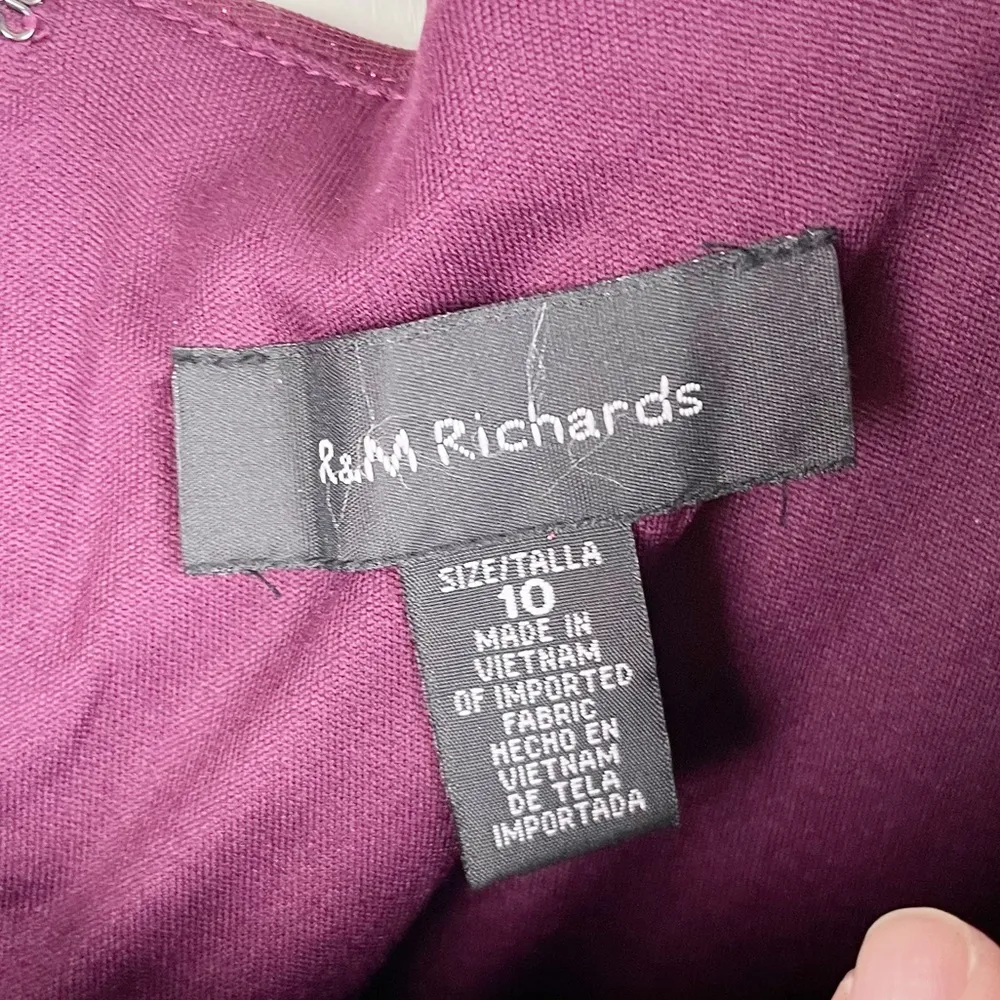 R&M Richards
SIZE/TALLA
10
MADE IN
VIETNAM
OF IMPORTED
FABRIC
HECHO EN
VIETNAM
DE TELA
IMPORTADA